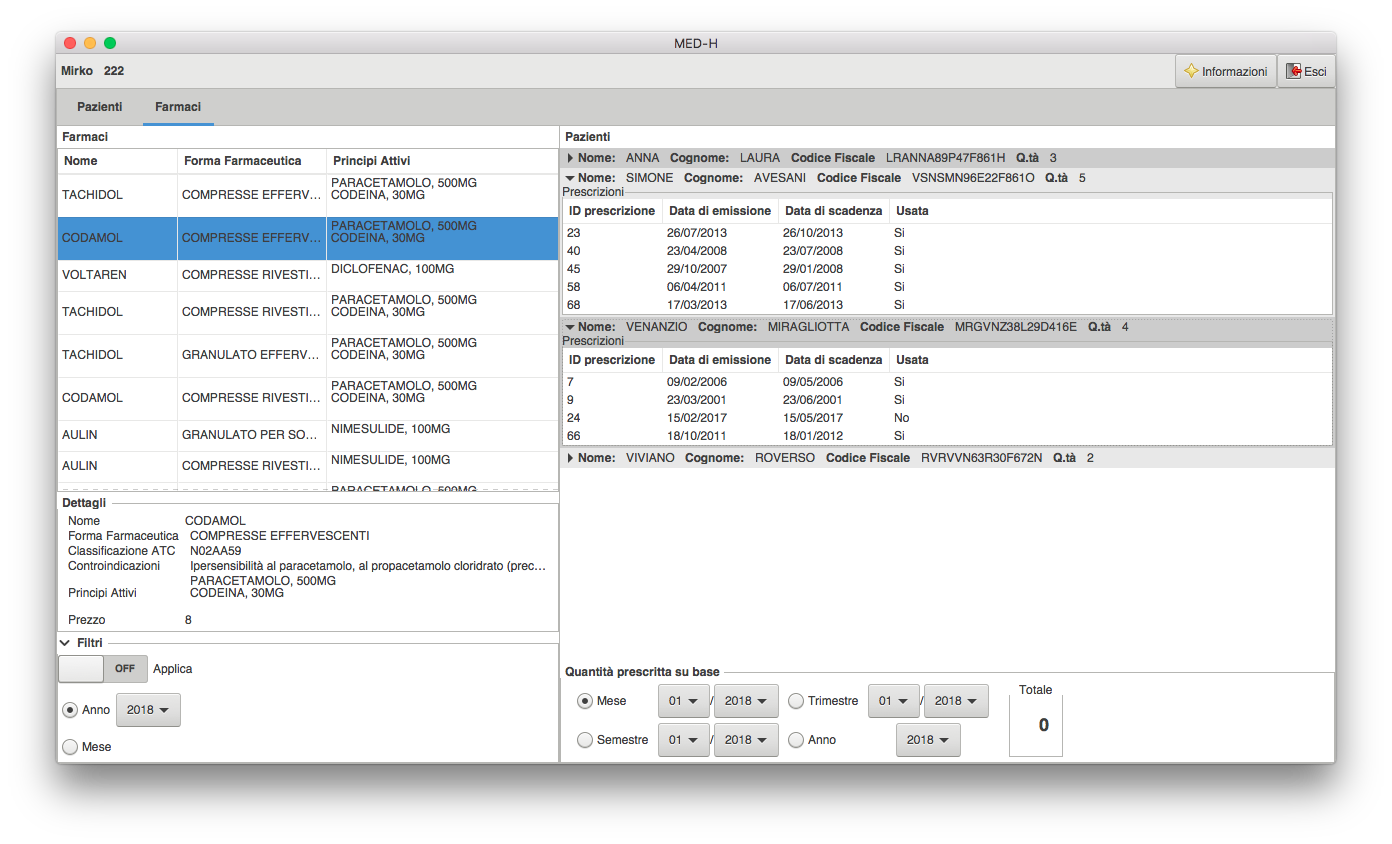 MED-H
Mirko 222 Informazioni Esci
Pazienti Farmaci
Farmaci
Nome Forma Farmaceutica Principi Attivi
TACHIDOL COMPRESSE EFFERV... PARACETAMOLO, 500MG
CODEINA, 30MG
CODAMOL COMPRESSE EFFERV... PARACETAMOLO, 500MG
CODEINA, 30MG
VOLTAREN COMPRESSE RIVESTI... DICLOFENAC, 100MG
TACHIDOL COMPRESSE RIVESTI... PARACETAMOLO, 500MG
CODEINA, 30MG
TACHIDOL GRANULATO EFFERV... PARACETAMOLO, 500MG
CODEINA, 30MG
CODAMOL COMPRESSE RIVESTI... PARACETAMOLO, 500MG
CODEINA, 30MG
AULIN GRANULATO PER SO... NIMESULIDE, 100MG
AULIN COMPRESSE RIVESTI... NIMESULIDE, 100MG
PARACETAMOLO, 500MG
Dettagli
Nome CODAMOL
Forma Farmaceutica COMPRESSE EFFERVESCENTI
Classificazione ATC N02AA59
Controindicazioni Ipersensibilità al paracetamolo, al propacetamolo cloridrato (prec...
Principi Attivi PARACETAMOLO, 500MG
CODEINA, 30MG
Prezzo 8
Filtri
OFF Applica
Anno 2018
Mese
Pazienti
Nome: ANNA Cognome: LAURA Codice Fiscale LRANNA89P47F861H Q.tà 3
Nome: SIMONE Cognome: AVESANI Codice Fiscale VSNSMN96E22F861O Q.tà 5
Prescrizioni
ID prescrizione Data di emissione Data di scadenza Usata
23 26/07/2013 26/10/2013 Si
40 23/04/2008 23/07/2008 Si
45 29/10/2007 29/01/2008 Si
58 06/04/2011 06/07/2011 Si
68 17/03/2013 17/06/2013 Si
Nome: VENANZIO Cognome: MIRAGLIOTTA Codice Fiscale MRGVNZ38L29D416E Q.tà 4
Prescrizioni
ID prescrizione Data di emissione Data di scadenza Usata
7 09/02/2006 09/05/2006 Si
9 23/03/2001 23/06/2001 Si
24 15/02/2017 15/05/2017 No
66 18/10/2011 18/01/2012 Si
Nome: VIVIANO Cognome: ROVERSO Codice Fiscale RVRVVN63R30F672N Q.tà 2
Quantità prescritta su base
Mese 01 / 2018 Trimestre 01 / 2018
Semestre 01 / 2018 Anno 2018
Totale
0